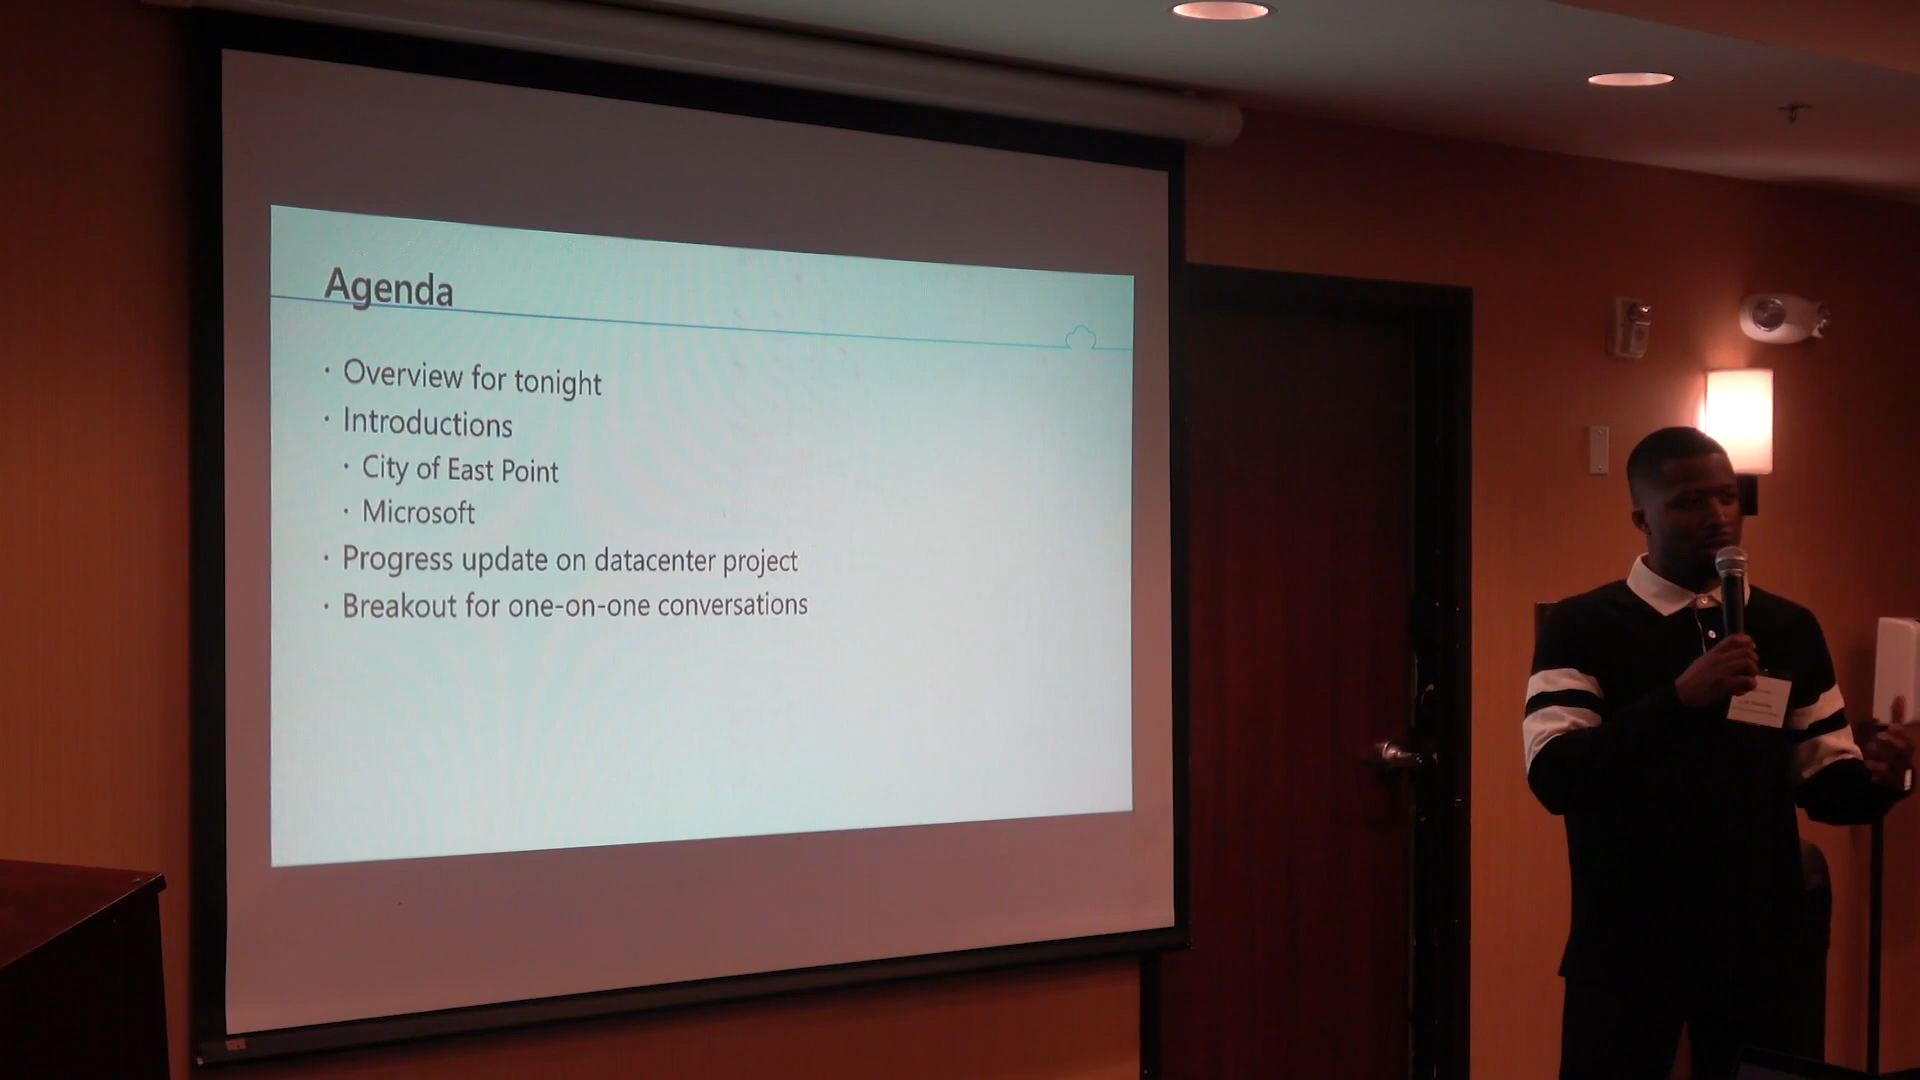 Agenda
· Overview for tonight
· Introductions
· City of East Point
· Microsoft
· Progress update on datacenter project
· Breakout for one-on-one conversations